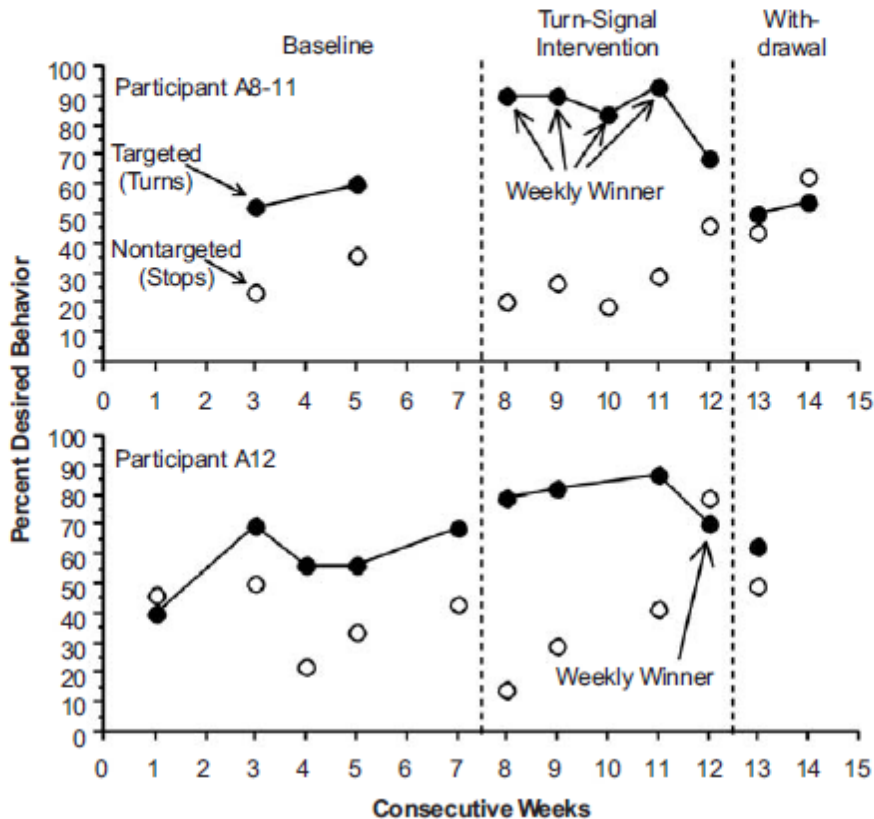 Baseline
Turn-Signal
Intervention
With-
drawal
Percent Desired Behavior
100
90
80
70
60
50
40
30
20
10
0
Participant A8-11
Targeted
(Turns)
Nontargeted
(Stops)
Weekly Winner
0 1 2 3 4 5 6 7 8 9 10 11 12 13 14 15
100
90
80
70
60
50
40
30
20
10
0
Participant A12
Weekly Winner
0 1 2 3 4 5 6 7 8 9 10 11 12 13 14 15
Consecutive Weeks